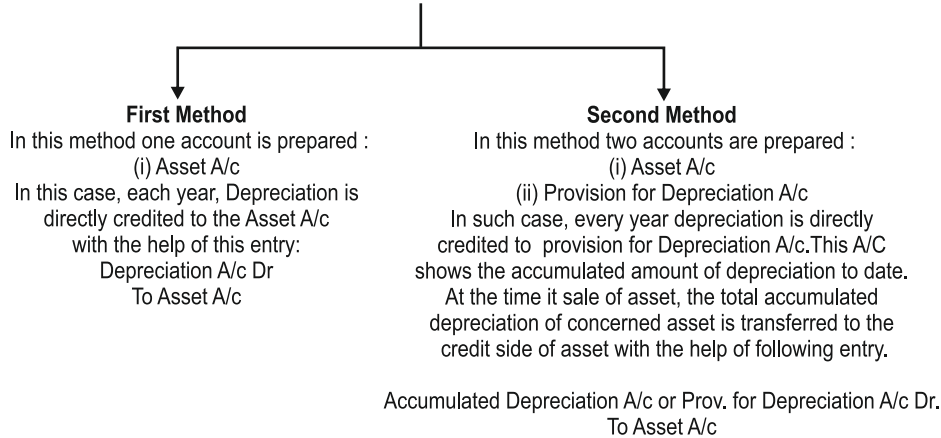 First Method
In this method one account is prepared :
(i) Asset A/c
In this case, each year, Depreciation is
directly credited to the Asset A/c
with the help of this entry:
Depreciation A/c Dr
To Asset A/c
Second Method
In this method two accounts are prepared :
(i) Asset A/c
(ii) Provision for Depreciation A/c
In such case, every year depreciation is directly
credited to provision for Depreciation A/c.This A/C
shows the accumulated amount of depreciation to date.
At the time it sale of asset, the total accumulated
depreciation of concerned asset is transferred to the
credit side of asset with the help of following entry.
Accumulated Depreciation A/c or Prov. for Depreciation A/c Dr.
To Asset A/c